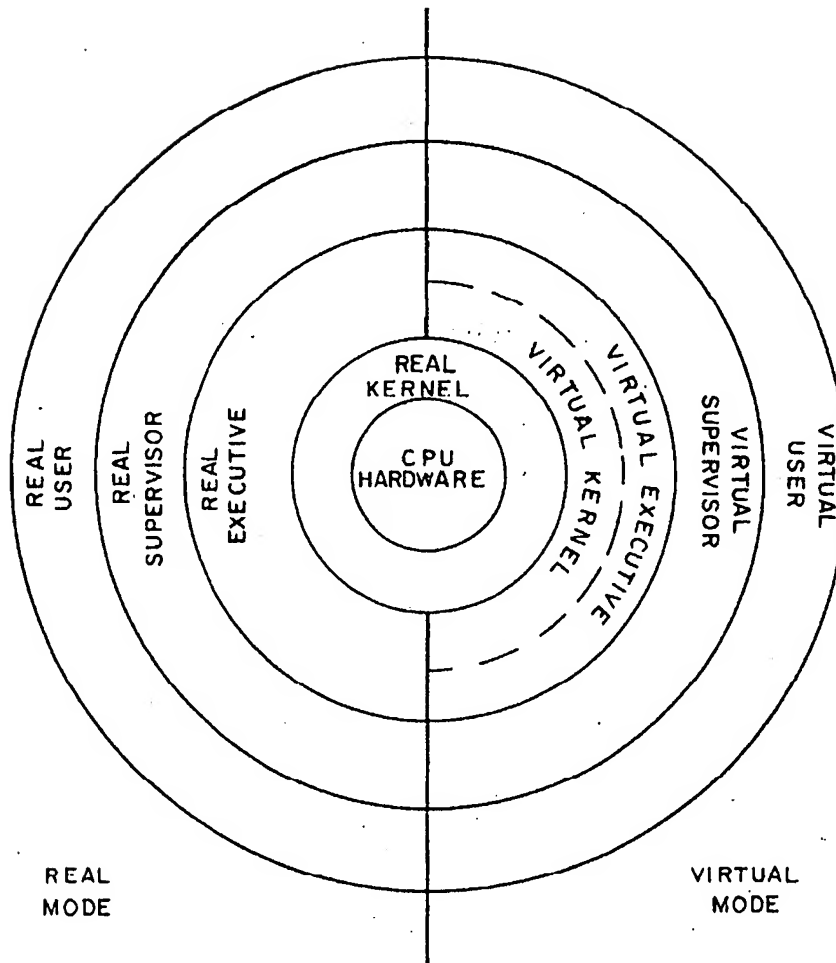 REAL
KERNEL
CPU
HARDWARE
REAL
USER
REAL
SUPERVISOR
REAL
EXECUTIVE
VIRTUAL KERNEL
VIRTUAL EXECUTIVE
VIRTUAL
SUPERVISOR
VIRTUAL
USER
REAL
MODE
VIRTUAL
MODE